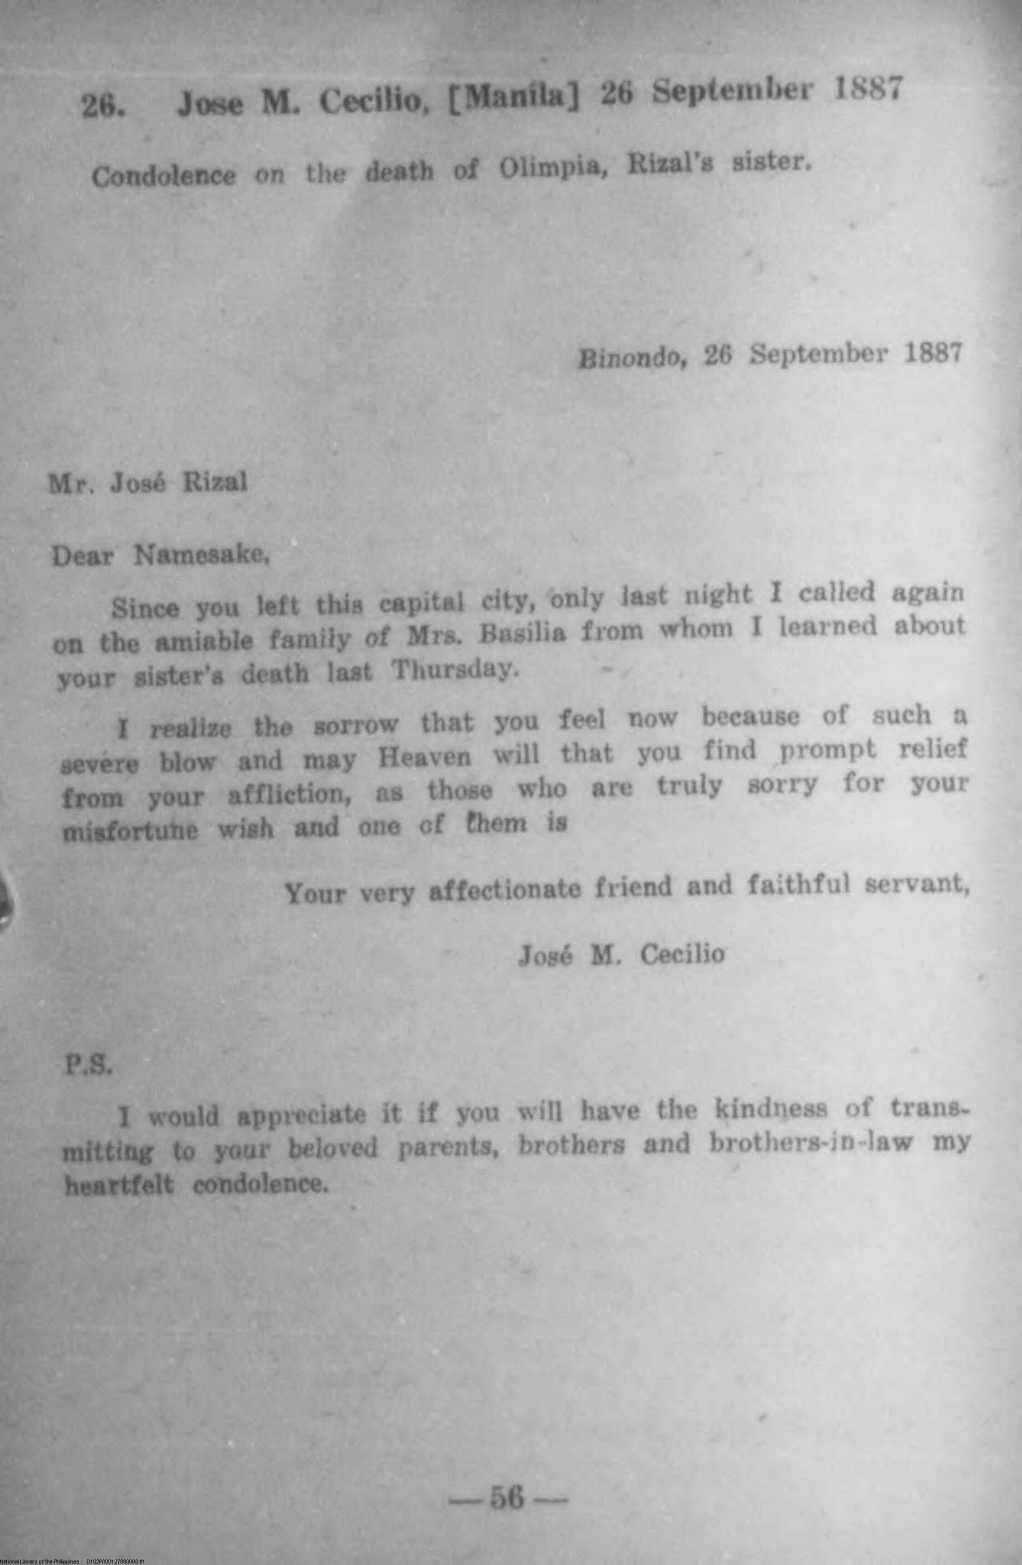 26. Jose M. Cecilio, [Manila] 26 September 1887
Condolence on the death of Olimpia, Rizal's sister.
Binondo, 26 September 1887
Mr. José Rizal
Dear Namesake,
Since you left this capital city, only last night I called again
on the amiable family of Mrs. Basilia from whom I learned about
your sister's death last Thursday.
I realize the sorrow that you feel now because of such a
severe blow and may Heaven will that you find prompt relief
from your affliction, as those who are truly sorry for your
misfortune wish and one of them is
Your very affectionate friend and faithful servant,
José M. Cecilio
P.S.
I would appreciate it if you will have the kindness of trans-
mitting to your beloved parents, brothers and brothers-in-law my
heartfelt condolence.
— 56 —
National Library of the Philippines